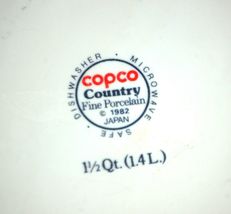 DISHWASHER · MICROWAVE · SAFE ·
copco
Country
Fine Porcelain
© 1982
JAPAN
1½ Qt. (1.4 L.)